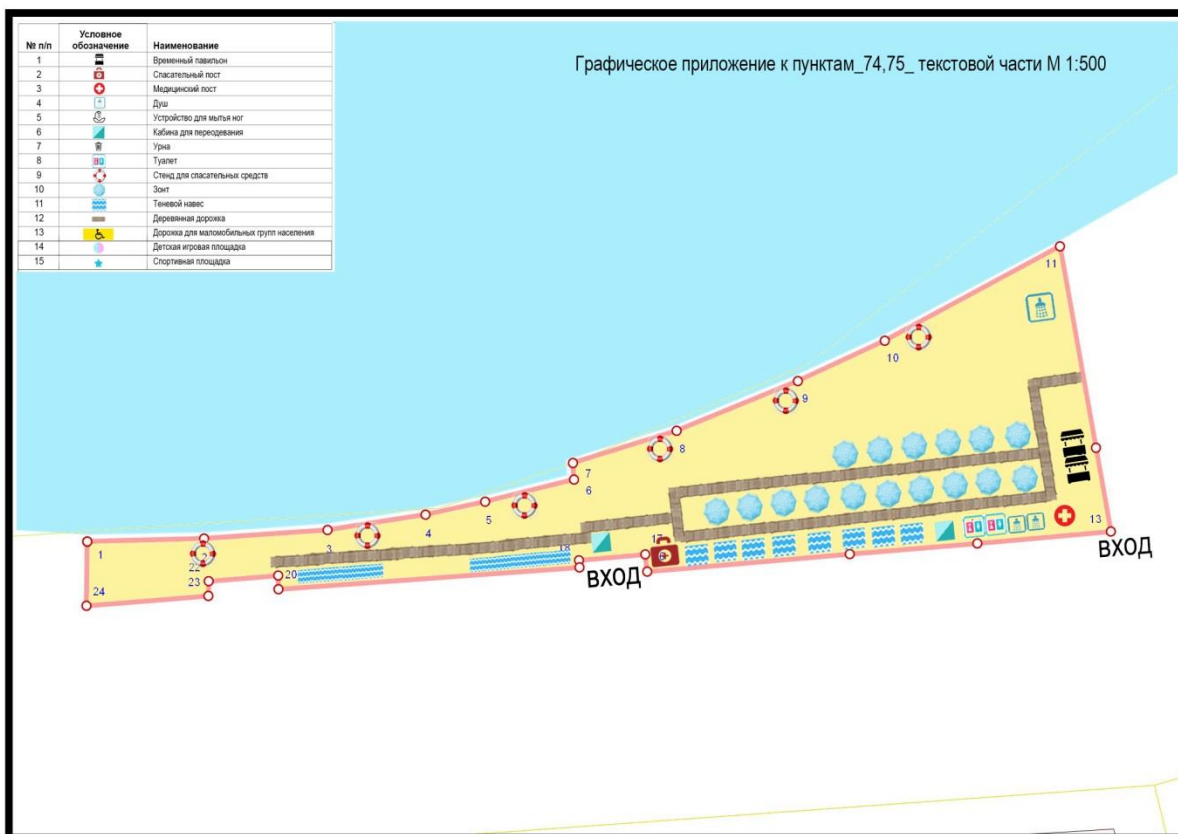 № п/п Условное обозначение Наименование
1 Временный павильон
2 Спасательный пост
3 Медицинский пост
4 Душ
5 Устройство для мытья ног
6 Кабина для переодевания
7 Урна
8 Туалет
9 Стенд для спасательных средств
10 Зонт
11 Теневой навес
12 Деревянная дорожка
13 Дорожка для маломобильных групп населения
14 Детская игровая площадка
15 Спортивная площадка
Графическое приложение к пунктам_74,75_ текстовой части М 1:500
11
10
9
8
7
6
5
4
3
2
1
22
23
24
20
18
17
13
ВХОД
ВХОД